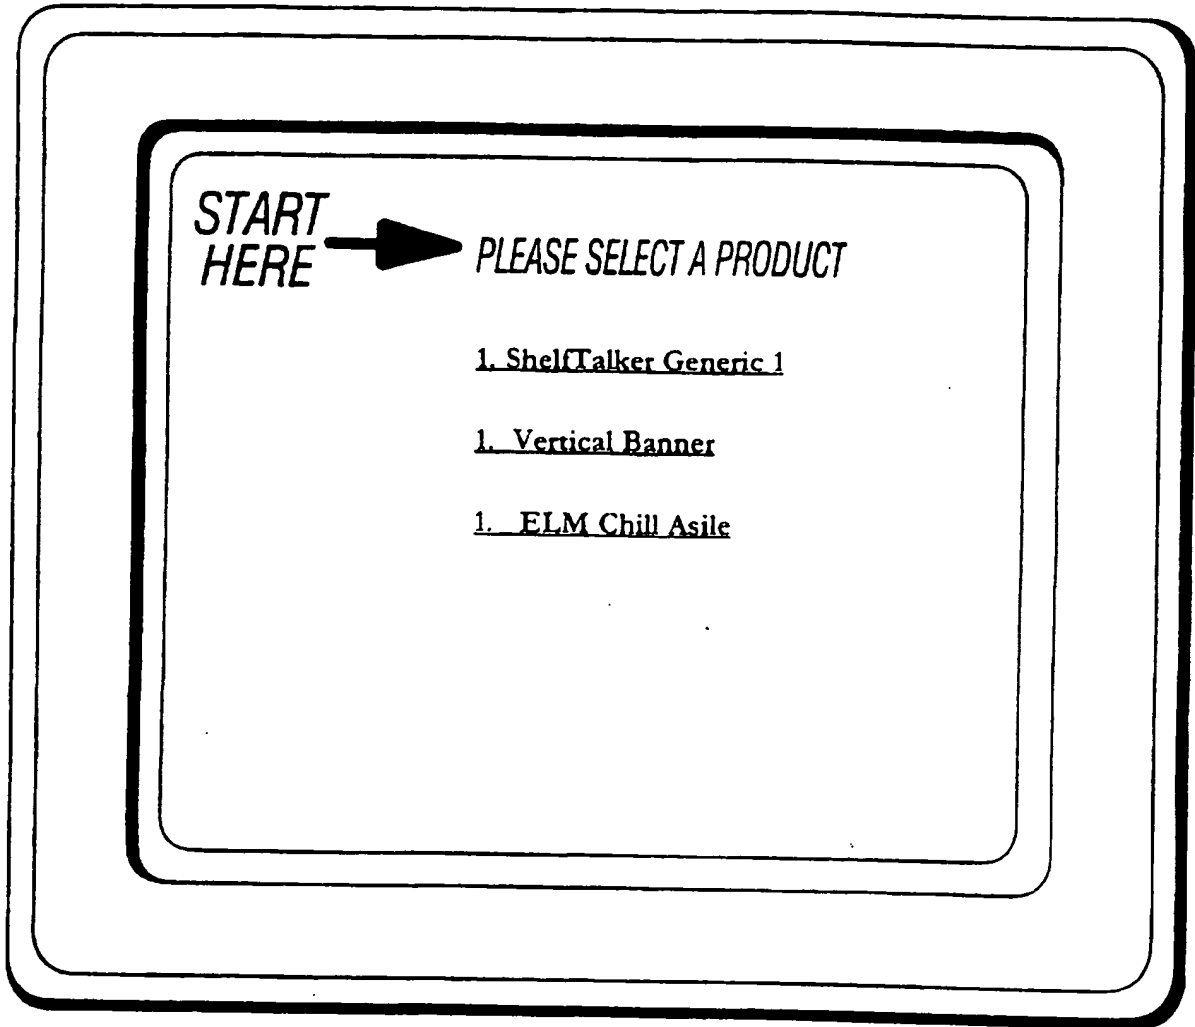 START
HERE
PLEASE SELECT A PRODUCT
1. ShelfTalker Generic 1
1. Vertical Banner
1. ELM Chill Asile